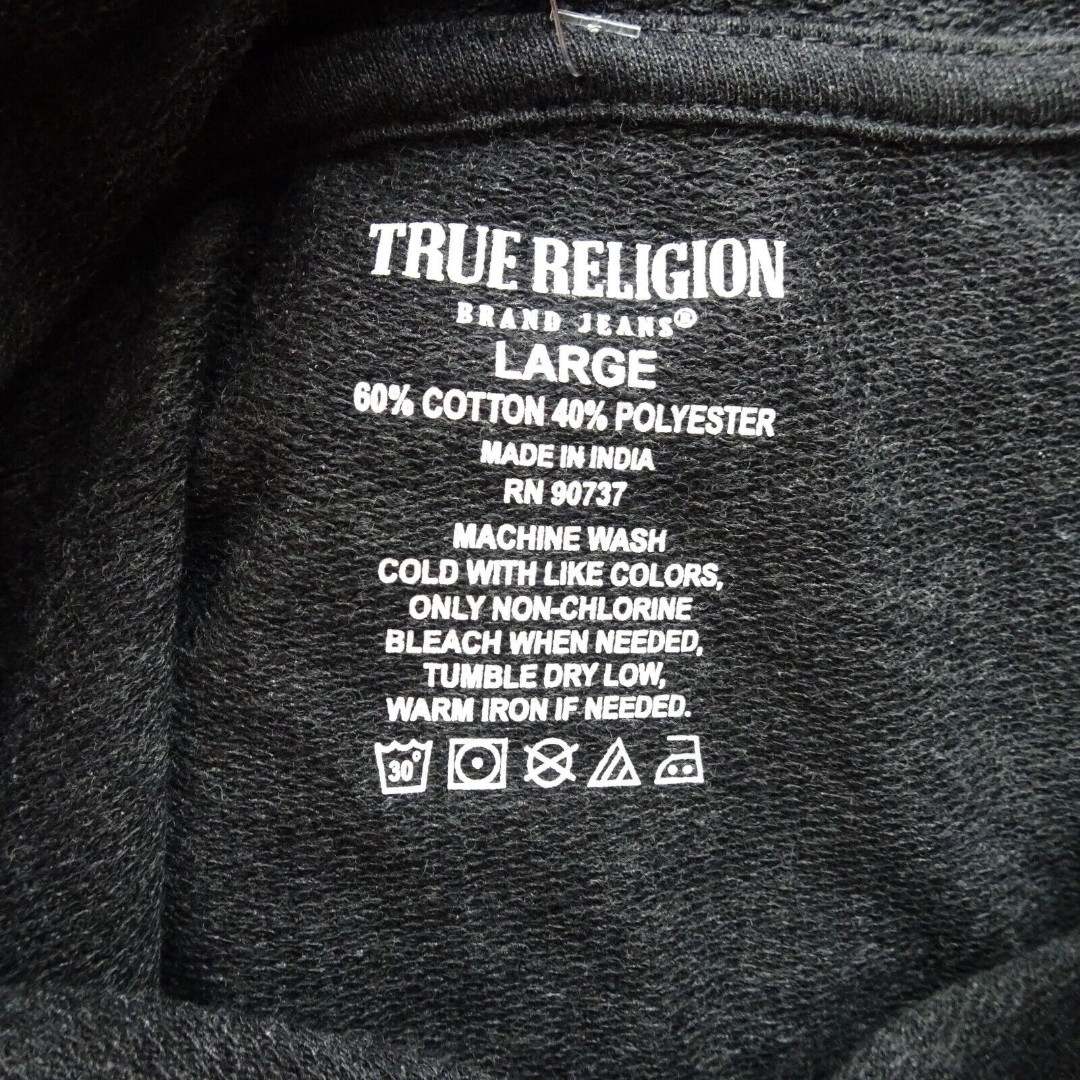 TRUE RELIGION
BRAND JEANS®
LARGE
60% COTTON 40% POLYESTER
MADE IN INDIA
RN 90737
MACHINE WASH
COLD WITH LIKE COLORS,
ONLY NON-CHLORINE
BLEACH WHEN NEEDED,
TUMBLE DRY LOW,
WARM IRON IF NEEDED.
30°